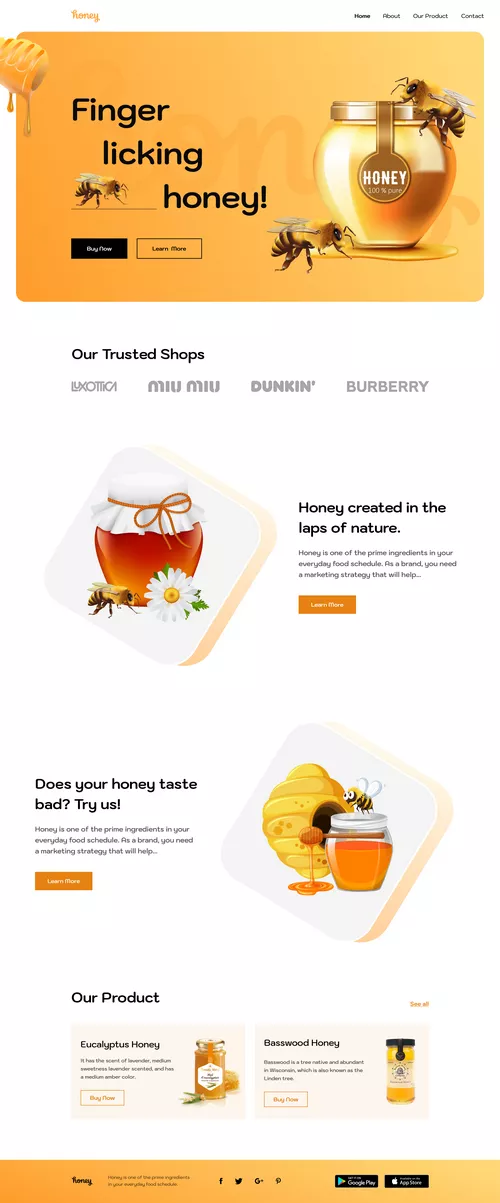 honey
Home About Our Product Contact
Finger
licking
honey!
HONEY
100 % pure
Buy Now Learn More
Our Trusted Shops
LUXOTTICA MIU MIU DUNKIN' BURBERRY
Honey created in the
laps of nature.
Honey is one of the prime ingredients in your
everyday food schedule. As a brand, you need
a marketing strategy that will help...
Learn More
Does your honey taste
bad? Try us!
Honey is one of the prime ingredients in your
everyday food schedule. As a brand, you need
a marketing strategy that will help...
Learn More
Our Product
See all
Eucalyptus Honey
It has the scent of lavender, medium
sweetness lavender scented, and has
a medium amber color.
Buy Now
Basswood Honey
Basswood is a tree native and abundant
in Wisconsin, which is also known as the
Linden tree.
Buy Now
honey
Honey is one of the prime ingredients
in your everyday food schedule.
Google Play
App Store